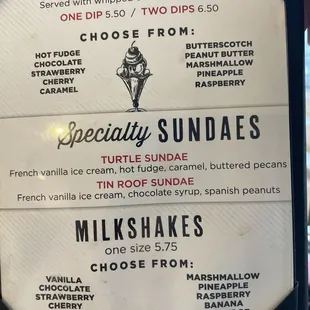 Served with whipped
ONE DIP 5.50 / TWO DIPS 6.50
CHOOSE FROM:
HOT FUDGE
CHOCOLATE
STRAWBERRY
CHERRY
CARAMEL
BUTTERSCOTCH
PEANUT BUTTER
MARSHMALLOW
PINEAPPLE
RASPBERRY
Specialty SUNDAES
TURTLE SUNDAE
French vanilla ice cream, hot fudge, caramel, buttered pecans
TIN ROOF SUNDAE
French vanilla ice cream, chocolate syrup, spanish peanuts
MILKSHAKES
one size 5.75
CHOOSE FROM:
VANILLA
CHOCOLATE
STRAWBERRY
CHERRY
MARSHMALLOW
PINEAPPLE
RASPBERRY
BANANA